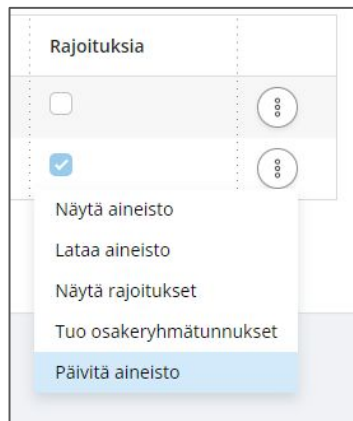 Rajoituksia
Näytä aineisto
Lataa aineisto
Näytä rajoitukset
Tuo osakeryhmätunnukset
Päivitä aineisto